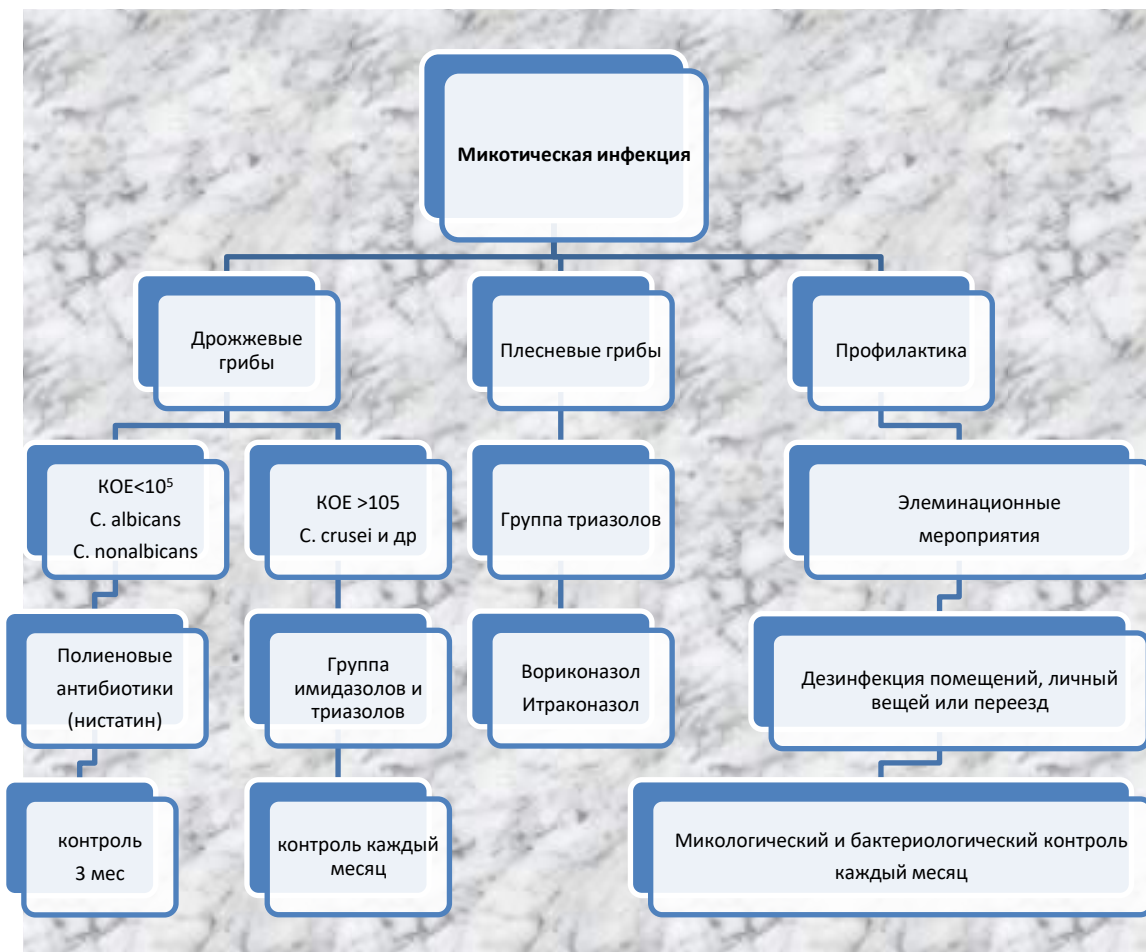 Микотическая инфекция
Дрожжевые
грибы
Плесневые грибы
Профилактика
КОЕ<10⁵
C. albicans
C. nonalbicans
КОЕ >105
C. crusei и др
Группа триазолов
Элеминационные
мероприятия
Полиеновые
антибиотики
(нистатин)
Группа
имидазолов и
триазолов
Вориконазол
Итраконазол
Дезинфекция помещений, личный
вещей или переезд
контроль
3 мес
контроль каждый
месяц
Микологический и бактериологический контроль
каждый месяц